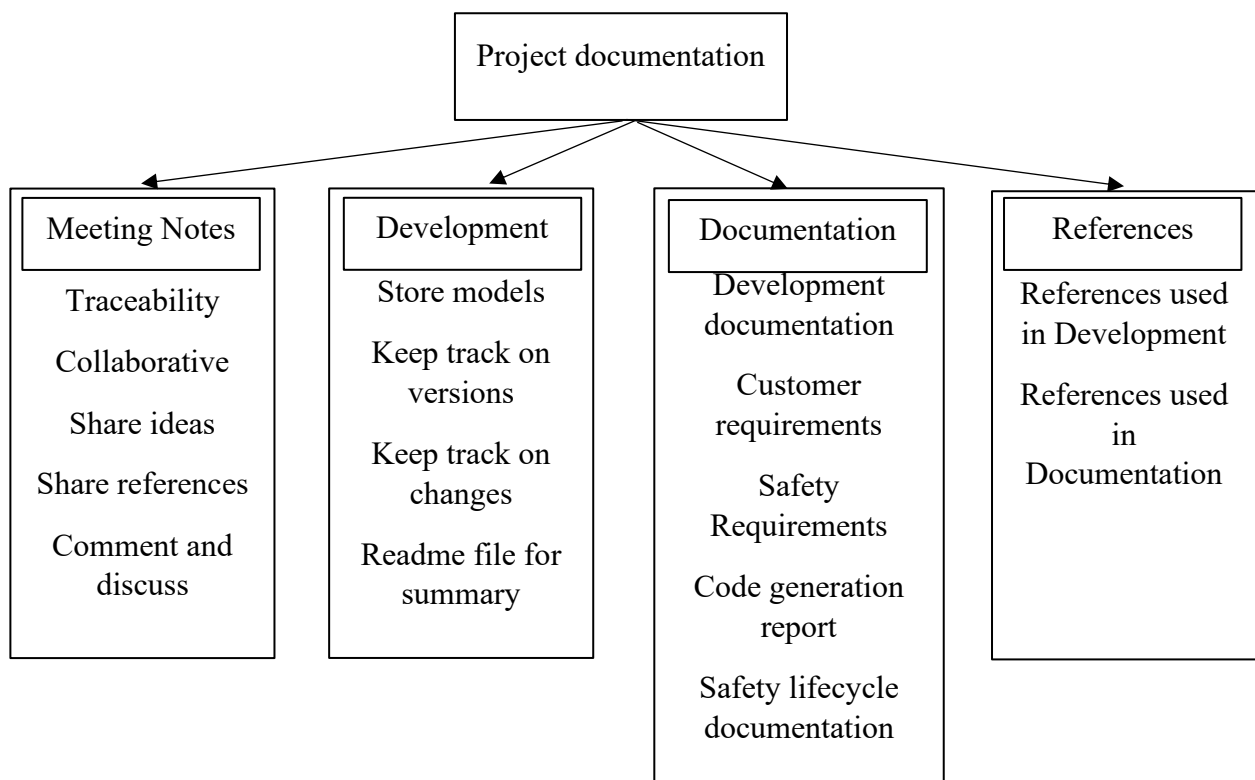 Project documentation
Meeting Notes
Traceability
Collaborative
Share ideas
Share references
Comment and
discuss
Development
Store models
Keep track on
versions
Keep track on
changes
Readme file for
summary
Documentation
Development
documentation
Customer
requirements
Safety
Requirements
Code generation
report
Safety lifecycle
documentation
References
References used
in Development
References used
in
Documentation